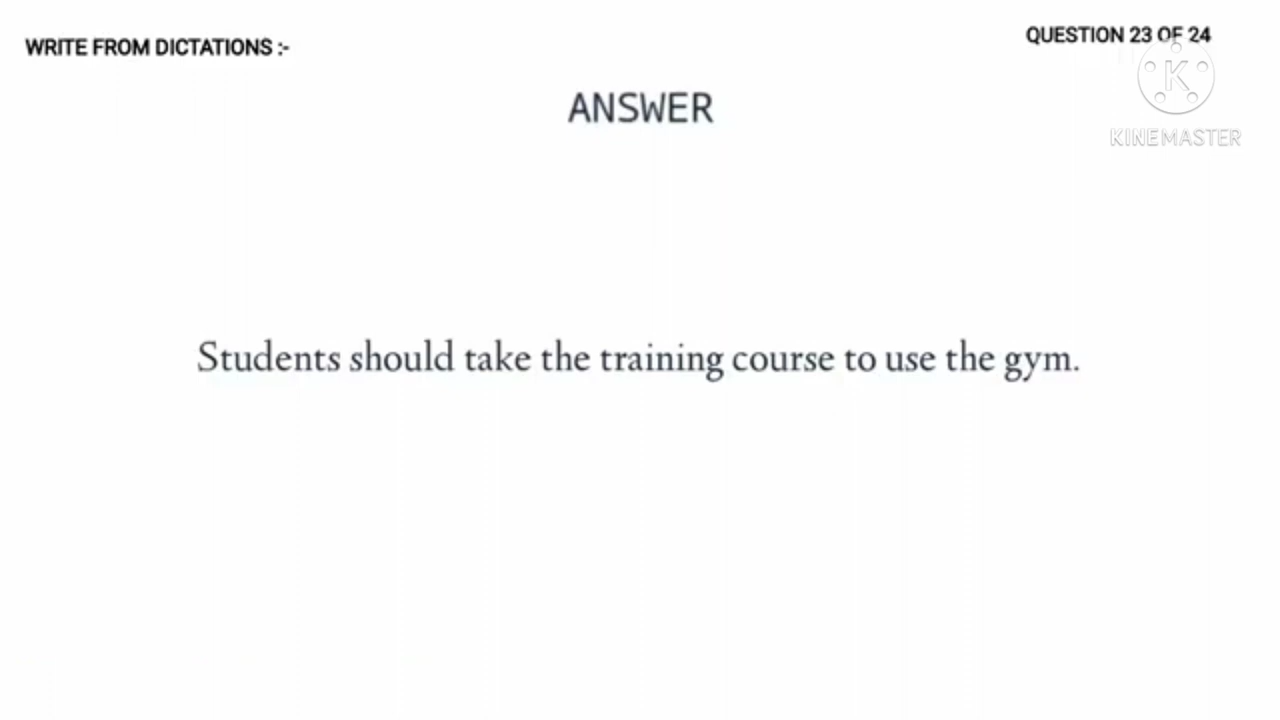 WRITE FROM DICTATIONS :-
QUESTION 23 OF 24
K
KINEMASTER
ANSWER
Students should take the training course to use the gym.